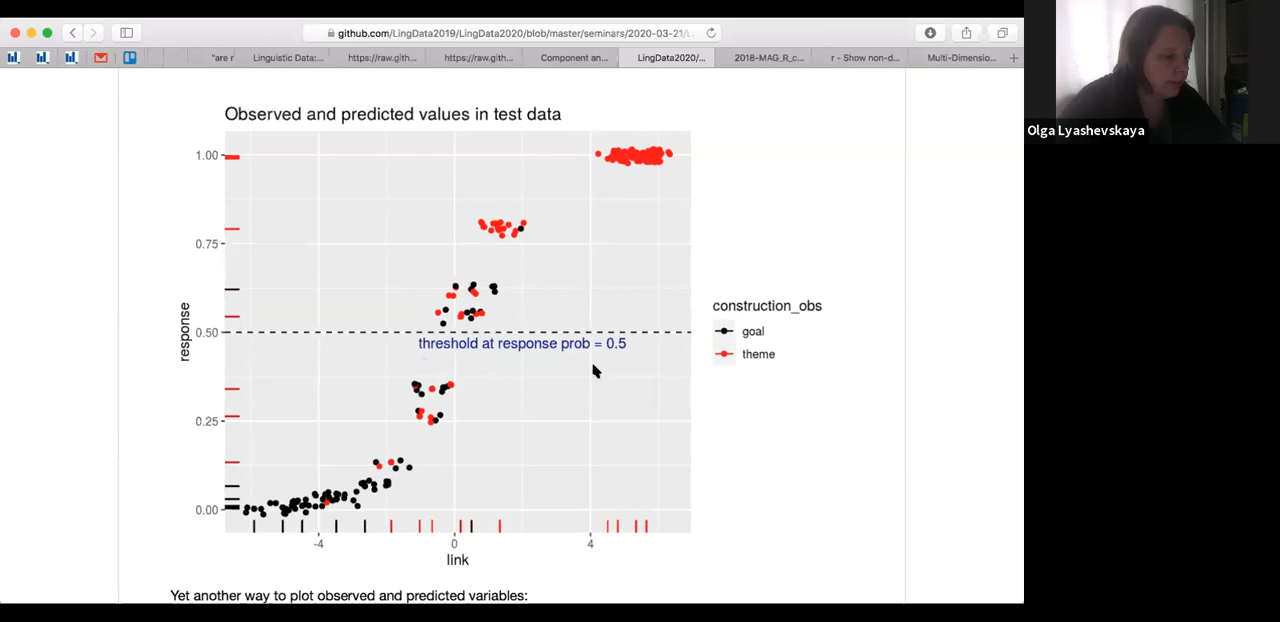 github.com/LingData2019/LingData2020/blob/master/seminars/2020-03-21/
"are r
Linguistic Data:...
https://raw.gith...
https://raw.gith...
Component an...
LingData2020/...
2018-MAG_R_c...
r - Show non-d...
Multi-Dimensio...
Olga Lyashevskaya
Observed and predicted values in test data
1.00
0.75
0.50
0.25
0.00
response
threshold at response prob = 0.5
-4
0
4
link
construction_obs
goal
theme
Yet another way to plot observed and predicted variables: